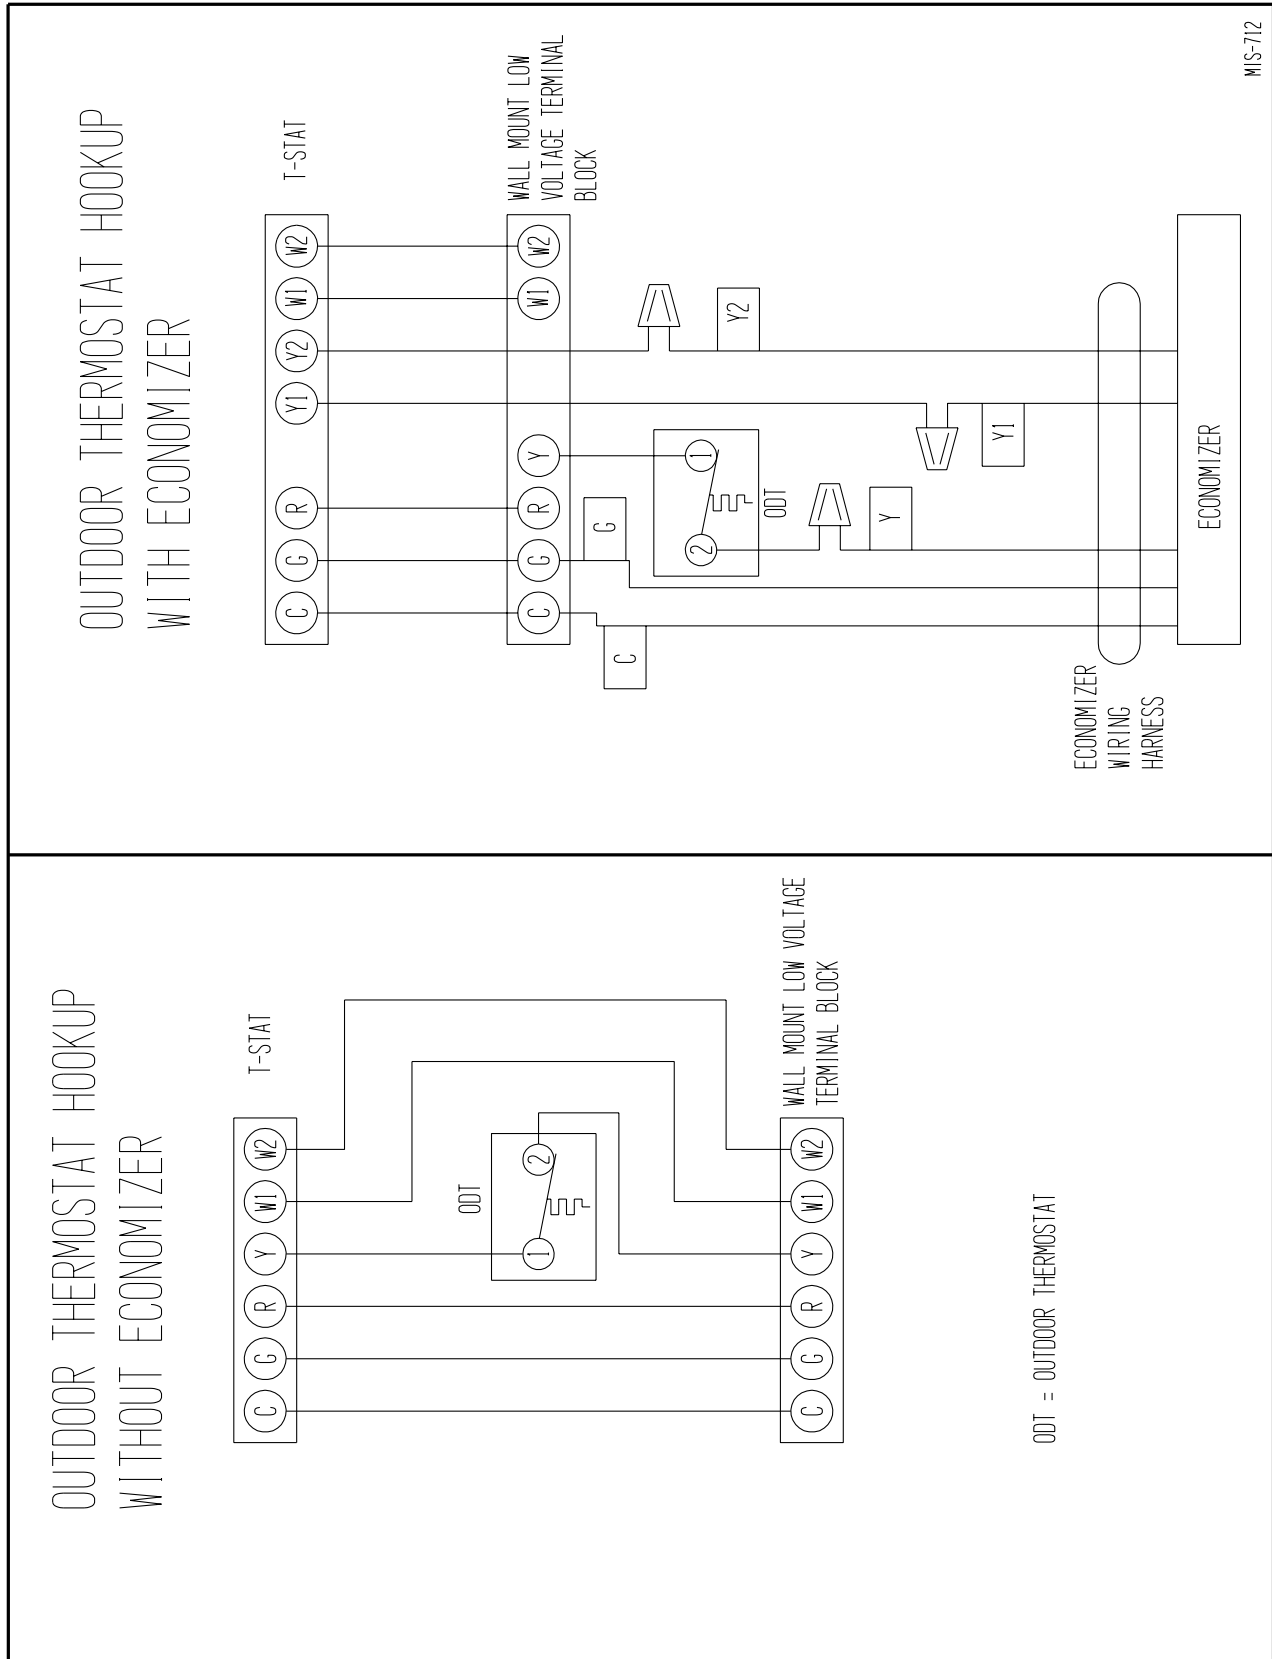 OUTDOOR THERMOSTAT HOOKUP
WITHOUT ECONOMIZER
T-STAT
C
G
R
Y
W1
W2
ODT
1
2
C
G
R
Y
W1
W2
WALL MOUNT LOW VOLTAGE
TERMINAL BLOCK
ODT = OUTDOOR THERMOSTAT
OUTDOOR THERMOSTAT HOOKUP
WITH ECONOMIZER
T-STAT
C
G
R
Y1
Y2
W1
W2
WALL MOUNT LOW
VOLTAGE TERMINAL
BLOCK
C
G
R
Y
W1
W2
C
G
2
1
ODT
Y2
Y
Y1
ECONOMIZER
WIRING
HARNESS
ECONOMIZER
MIS-712